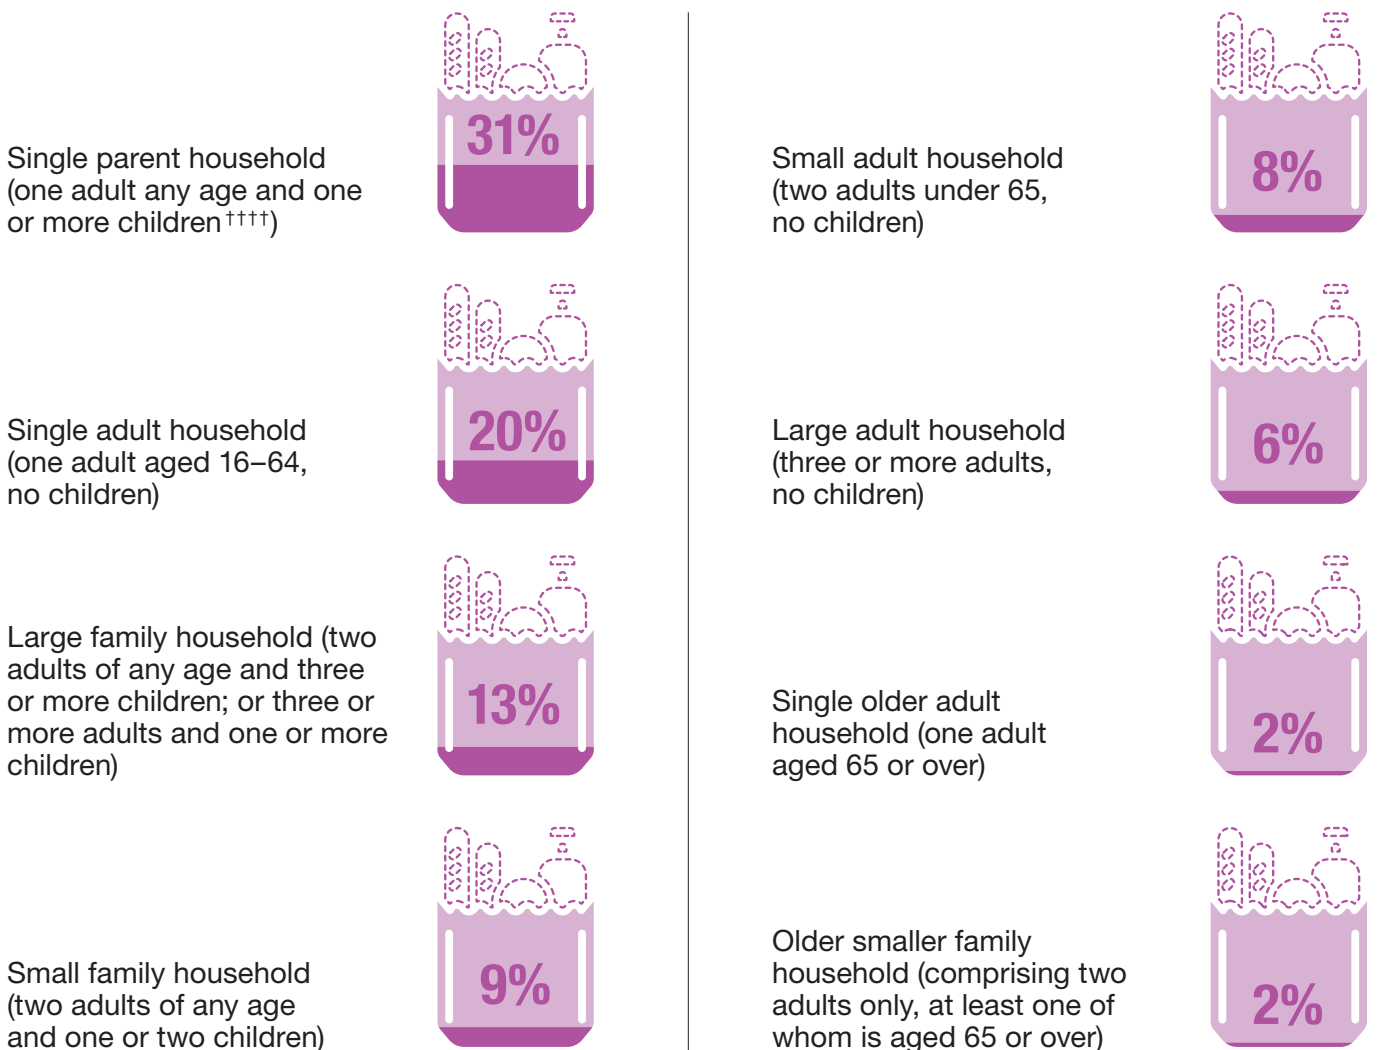 Single parent household
(one adult any age and one
or more children††††)
31%
Single adult household
(one adult aged 16–64,
no children)
20%
Large family household (two
adults of any age and three
or more children; or three or
more adults and one or more
children)
13%
Small family household
(two adults of any age
and one or two children)
9%
Small adult household
(two adults under 65,
no children)
8%
Large adult household
(three or more adults,
no children)
6%
Single older adult
household (one adult
aged 65 or over)
2%
Older smaller family
household (comprising two
adults only, at least one of
whom is aged 65 or over)
2%